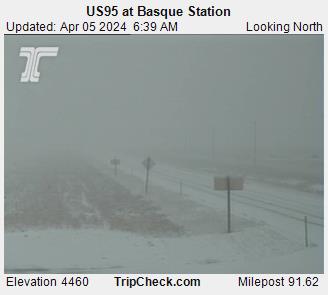 US95 at Basque Station
Updated: Apr 05 2024 6:39 AM Looking North
Elevation 4460 TripCheck.com Milepost 91.62